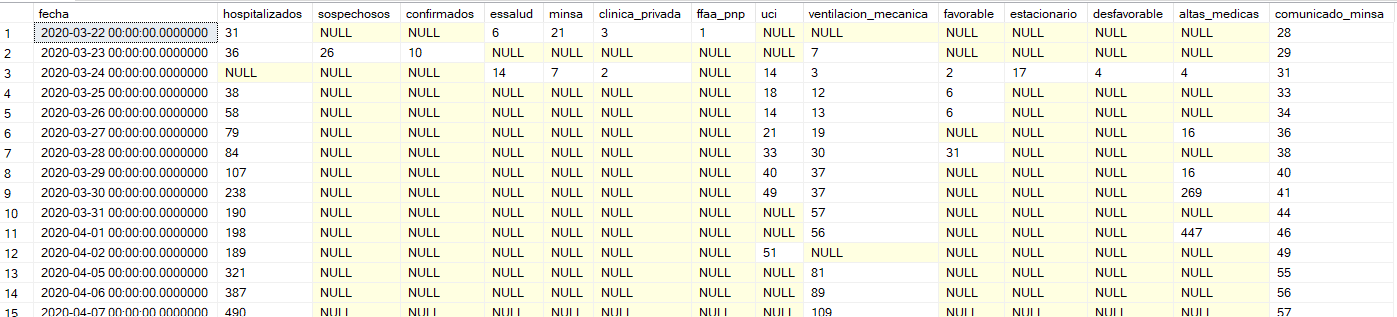 fecha hospitalizados sospechosos confirmados essalud minsa clinica_privada ffaa_pnp uci ventilacion_mecanica favorable estacionario desfavorable altas_medicas comunicado_minsa
1 2020-03-22 00:00:00.0000000 31 NULL NULL 6 21 3 1 NULL NULL NULL NULL NULL NULL 28
2 2020-03-23 00:00:00.0000000 36 26 10 NULL NULL NULL NULL NULL 7 NULL NULL NULL NULL 29
3 2020-03-24 00:00:00.0000000 NULL NULL NULL 14 7 2 NULL 14 3 2 17 4 4 31
4 2020-03-25 00:00:00.0000000 38 NULL NULL NULL NULL NULL NULL 18 12 6 NULL NULL NULL 33
5 2020-03-26 00:00:00.0000000 58 NULL NULL NULL NULL NULL NULL 14 13 6 NULL NULL NULL 34
6 2020-03-27 00:00:00.0000000 79 NULL NULL NULL NULL NULL NULL 21 19 NULL NULL NULL 16 36
7 2020-03-28 00:00:00.0000000 84 NULL NULL NULL NULL NULL NULL 33 30 31 NULL NULL NULL 38
8 2020-03-29 00:00:00.0000000 107 NULL NULL NULL NULL NULL NULL 40 37 NULL NULL NULL 16 40
9 2020-03-30 00:00:00.0000000 238 NULL NULL NULL NULL NULL NULL 49 37 NULL NULL NULL 269 41
10 2020-03-31 00:00:00.0000000 190 NULL NULL NULL NULL NULL NULL NULL 57 NULL NULL NULL NULL 44
11 2020-04-01 00:00:00.0000000 198 NULL NULL NULL NULL NULL NULL NULL 56 NULL NULL NULL 447 46
12 2020-04-02 00:00:00.0000000 189 NULL NULL NULL NULL NULL NULL 51 NULL NULL NULL NULL NULL 49
13 2020-04-05 00:00:00.0000000 321 NULL NULL NULL NULL NULL NULL NULL 81 NULL NULL NULL NULL 55
14 2020-04-06 00:00:00.0000000 387 NULL NULL NULL NULL NULL NULL NULL 89 NULL NULL NULL NULL 56
15 2020-04-07 00:00:00.0000000 490 NULL NULL NULL NULL NULL NULL NULL 109 NULL NULL NULL NULL 57